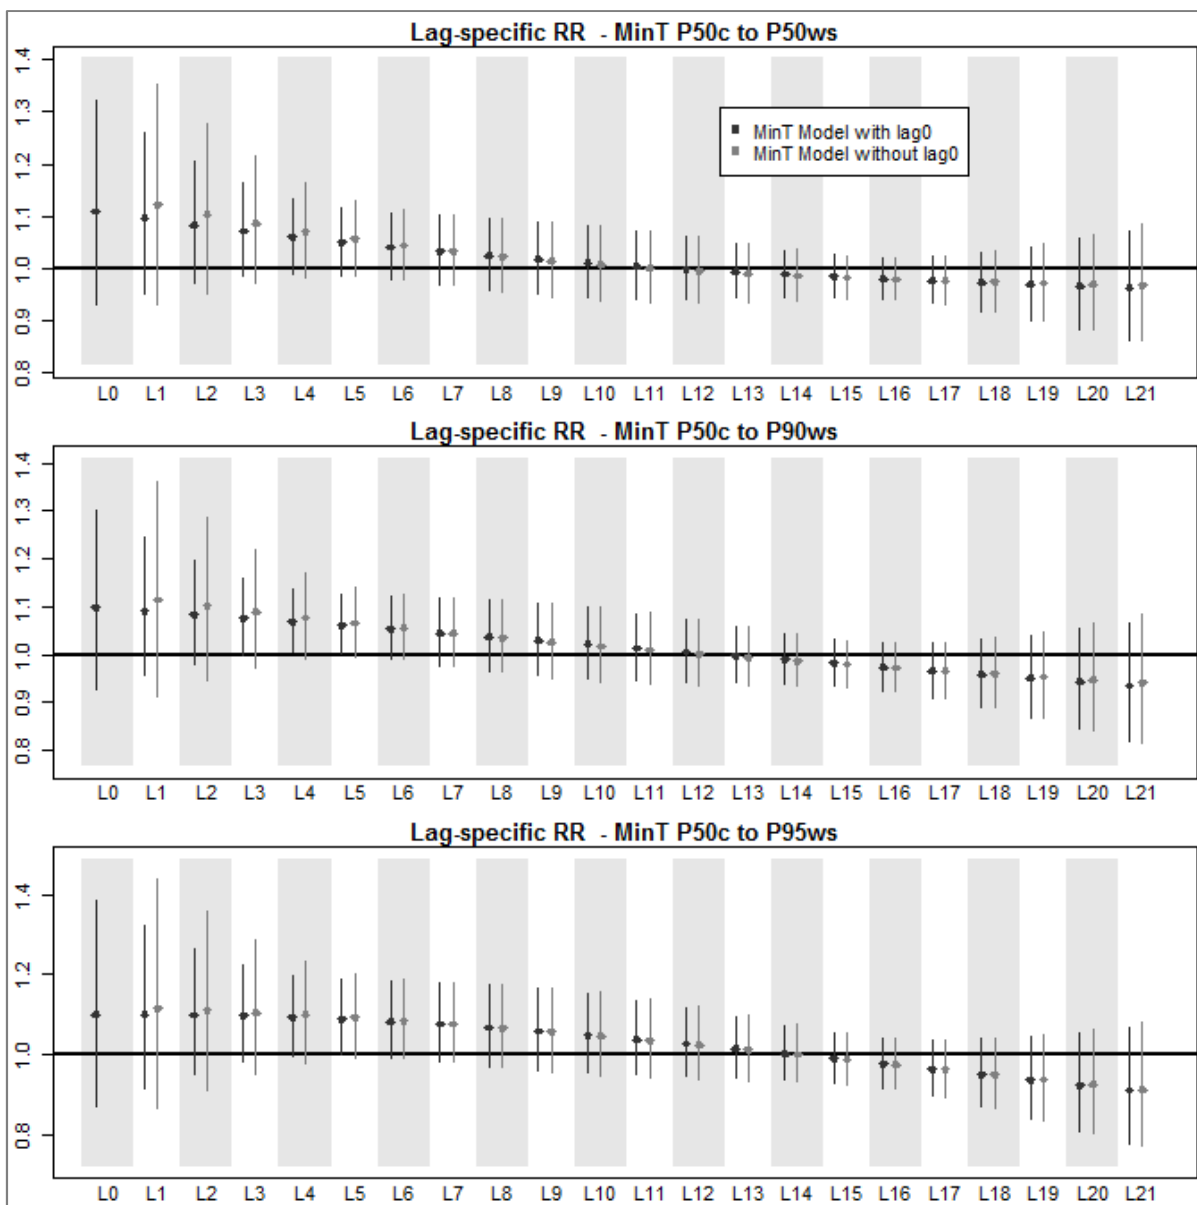 Lag-specific RR - MinT P50c to P50ws
1.4
1.3
1.2
1.1
1.0
0.9
0.8
MinT Model with lag0
MinT Model without lag0
L0 L1 L2 L3 L4 L5 L6 L7 L8 L9 L10 L11 L12 L13 L14 L15 L16 L17 L18 L19 L20 L21
Lag-specific RR - MinT P50c to P90ws
1.4
1.3
1.2
1.1
1.0
0.9
0.8
L0 L1 L2 L3 L4 L5 L6 L7 L8 L9 L10 L11 L12 L13 L14 L15 L16 L17 L18 L19 L20 L21
Lag-specific RR - MinT P50c to P95ws
1.4
1.2
1.0
0.8
L0 L1 L2 L3 L4 L5 L6 L7 L8 L9 L10 L11 L12 L13 L14 L15 L16 L17 L18 L19 L20 L21